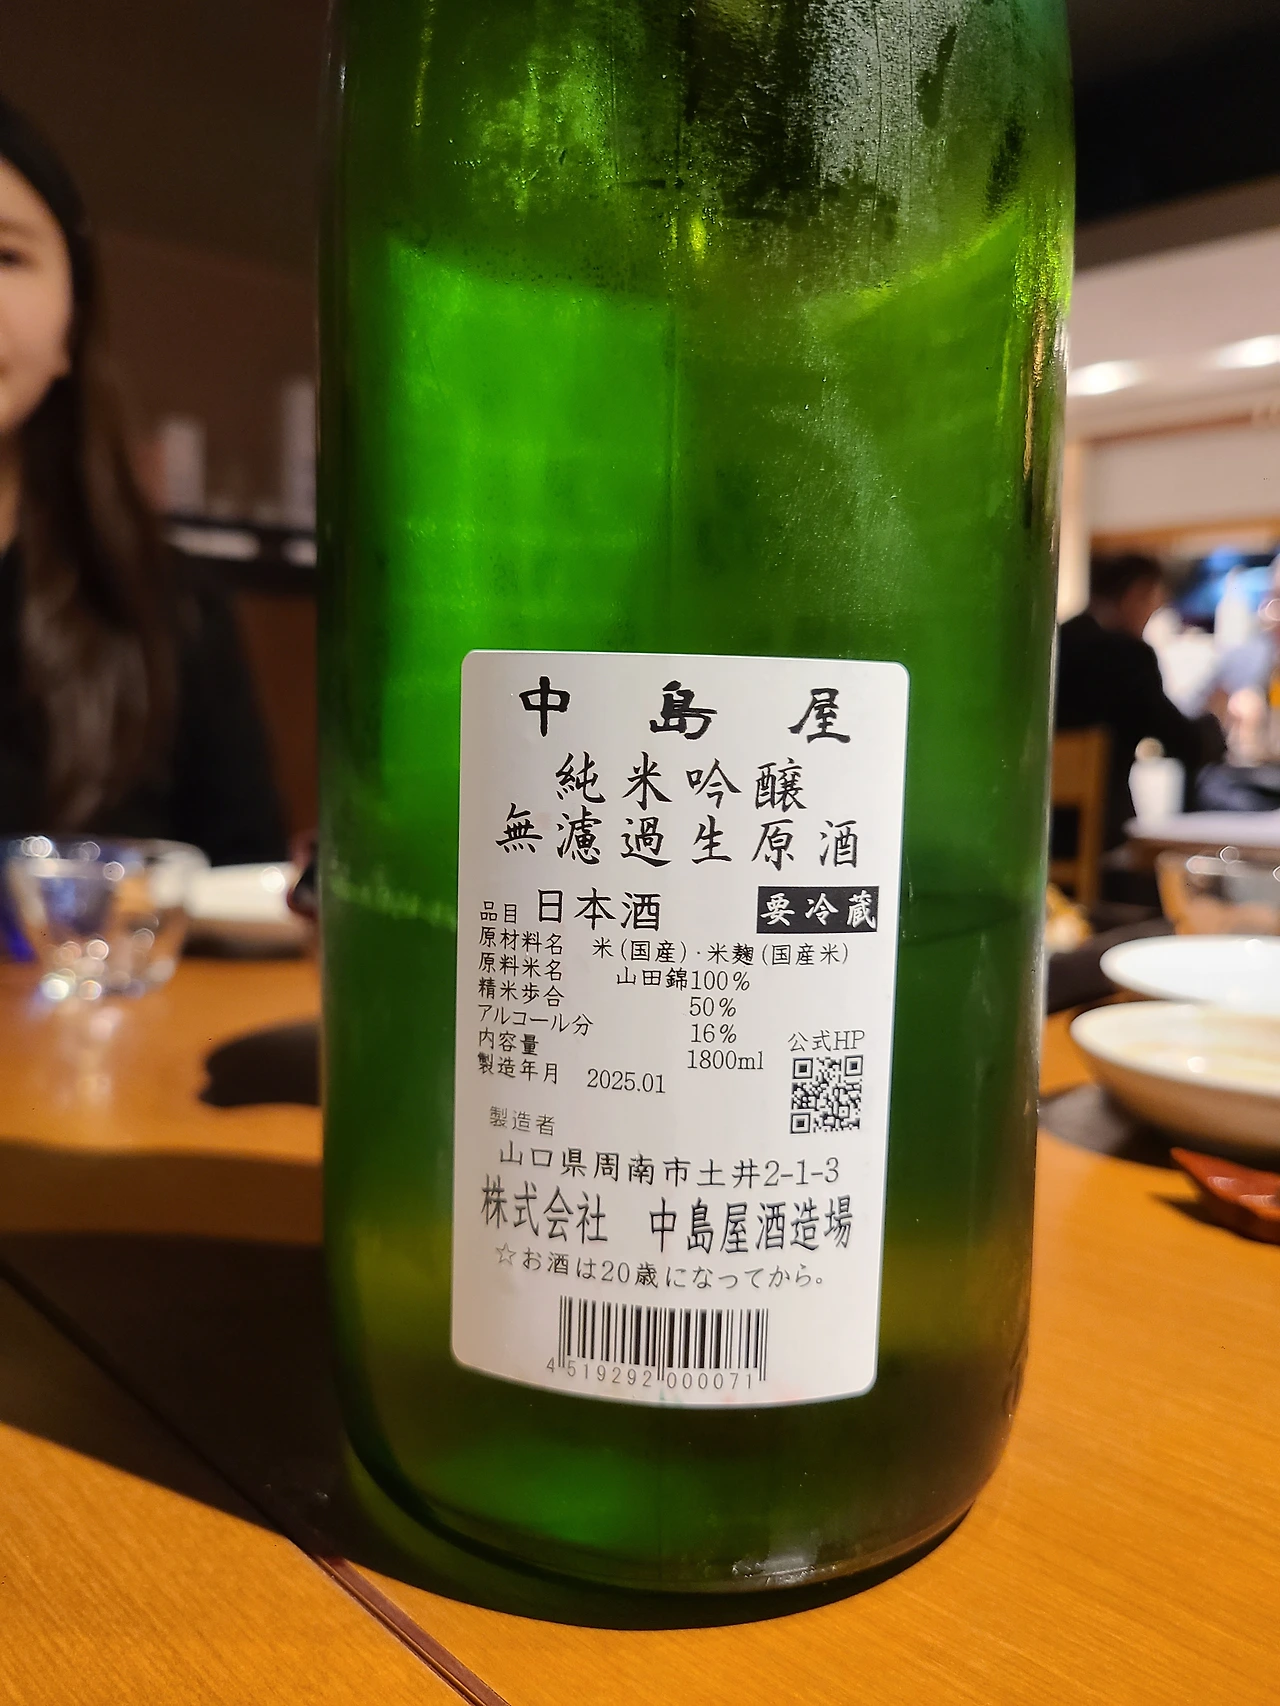 中島屋
純米吟醸
無濾過生原酒
品目 日本酒 要冷蔵
原材料名 米(国産)・米麹(国産米)
原料米名 山田錦100%
精米歩合 50%
アルコール分 16%
内容量 1800ml
製造年月 2025.01
公式HP
製造者
山口県周南市土井2-1-3
株式会社 中島屋酒造場
☆お酒は20歳になってから。
4 519292 000071